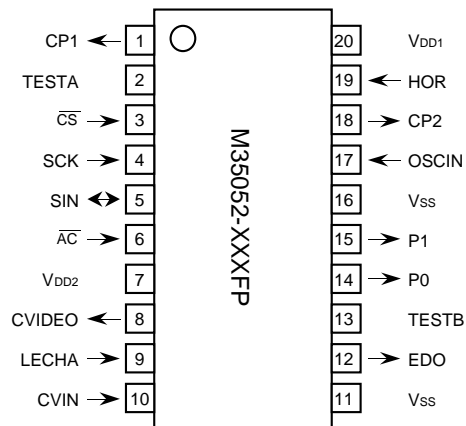 CP1 1 20 VDD1
TESTA 2 19 HOR
CS 3 18 CP2
SCK 4 17 OSCIN
SIN 5 16 Vss
AC 6 15 P1
VDD2 7 14 P0
CVIDEO 8 13 TESTB
LECHA 9 12 EDO
CVIN 10 11 Vss
M35052-XXXFP